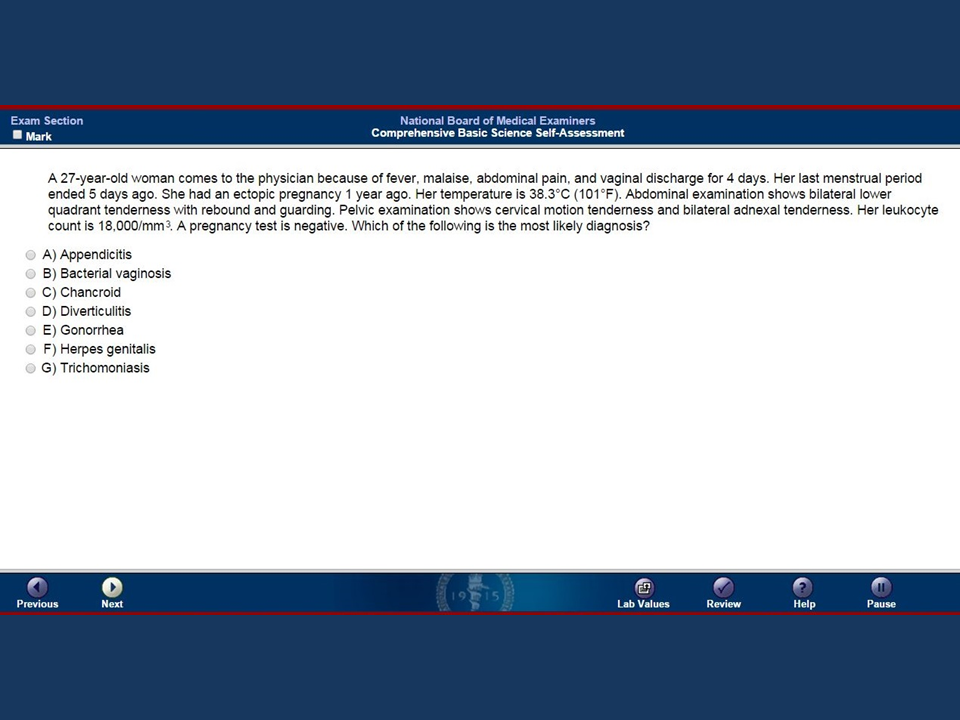 Exam Section
Mark
National Board of Medical Examiners
Comprehensive Basic Science Self-Assessment
A 27-year-old woman comes to the physician because of fever, malaise, abdominal pain, and vaginal discharge for 4 days. Her last menstrual period
ended 5 days ago. She had an ectopic pregnancy 1 year ago. Her temperature is 38.3°C (101°F). Abdominal examination shows bilateral lower
quadrant tenderness with rebound and guarding. Pelvic examination shows cervical motion tenderness and bilateral adnexal tenderness. Her leukocyte
count is 18,000/mm³. A pregnancy test is negative. Which of the following is the most likely diagnosis?
A) Appendicitis
B) Bacterial vaginosis
C) Chancroid
D) Diverticulitis
E) Gonorrhea
F) Herpes genitalis
G) Trichomoniasis
1915
Previous
Next
Lab Values
Review
Help
Pause